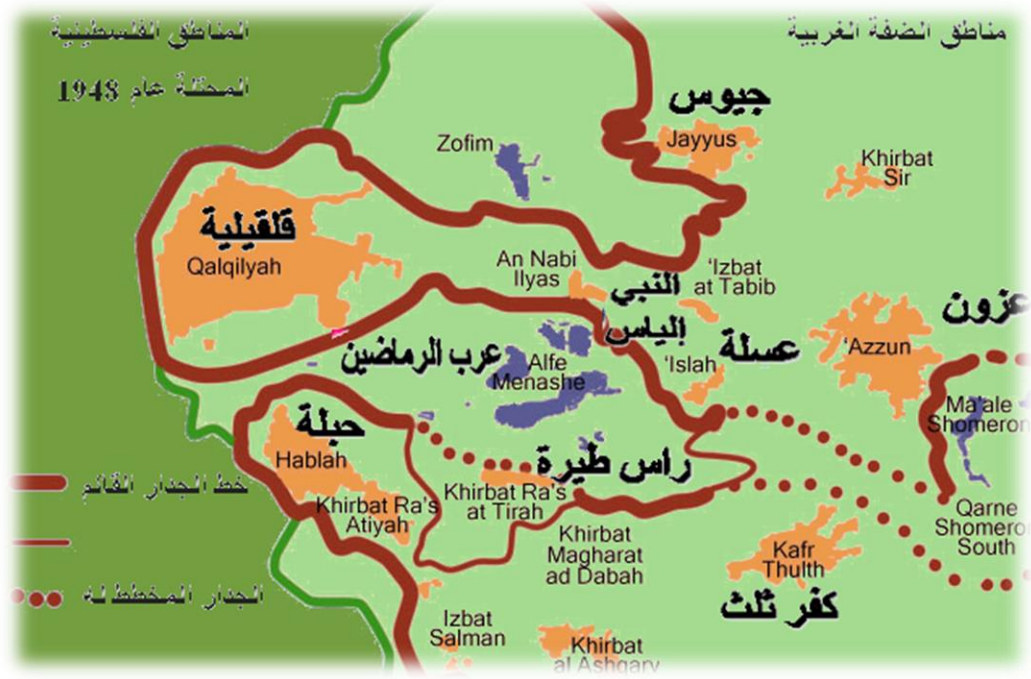 مناطق الضفة الغربية
المناطق الفلسطينية
المحتلة عام 1948
جيوس
Jayyus
Zofim
Khirbat
Sir
قلقيلية
Qalqilyah
An Nabi
Ilyas
النبي
إلياس
‘Izbat
at Tabib
عزون
‘Azzun
عسلة
‘Islah
عرب الرماضين
Alfe
Menashe
Ma'ale
Shomeron
حبلة
Hablah
راس طيرة
Khirbat Ra's
Atiyah
Khirbat Ra's
at Tirah
خط الجدار القائم
Khirbat
Magharat
ad Dabah
Qarne
Shomero
South
Kafr
Thulth
كفر ثلث
الجدار المخطط له
Izbat
Salman
Khirbat
al Ashqary